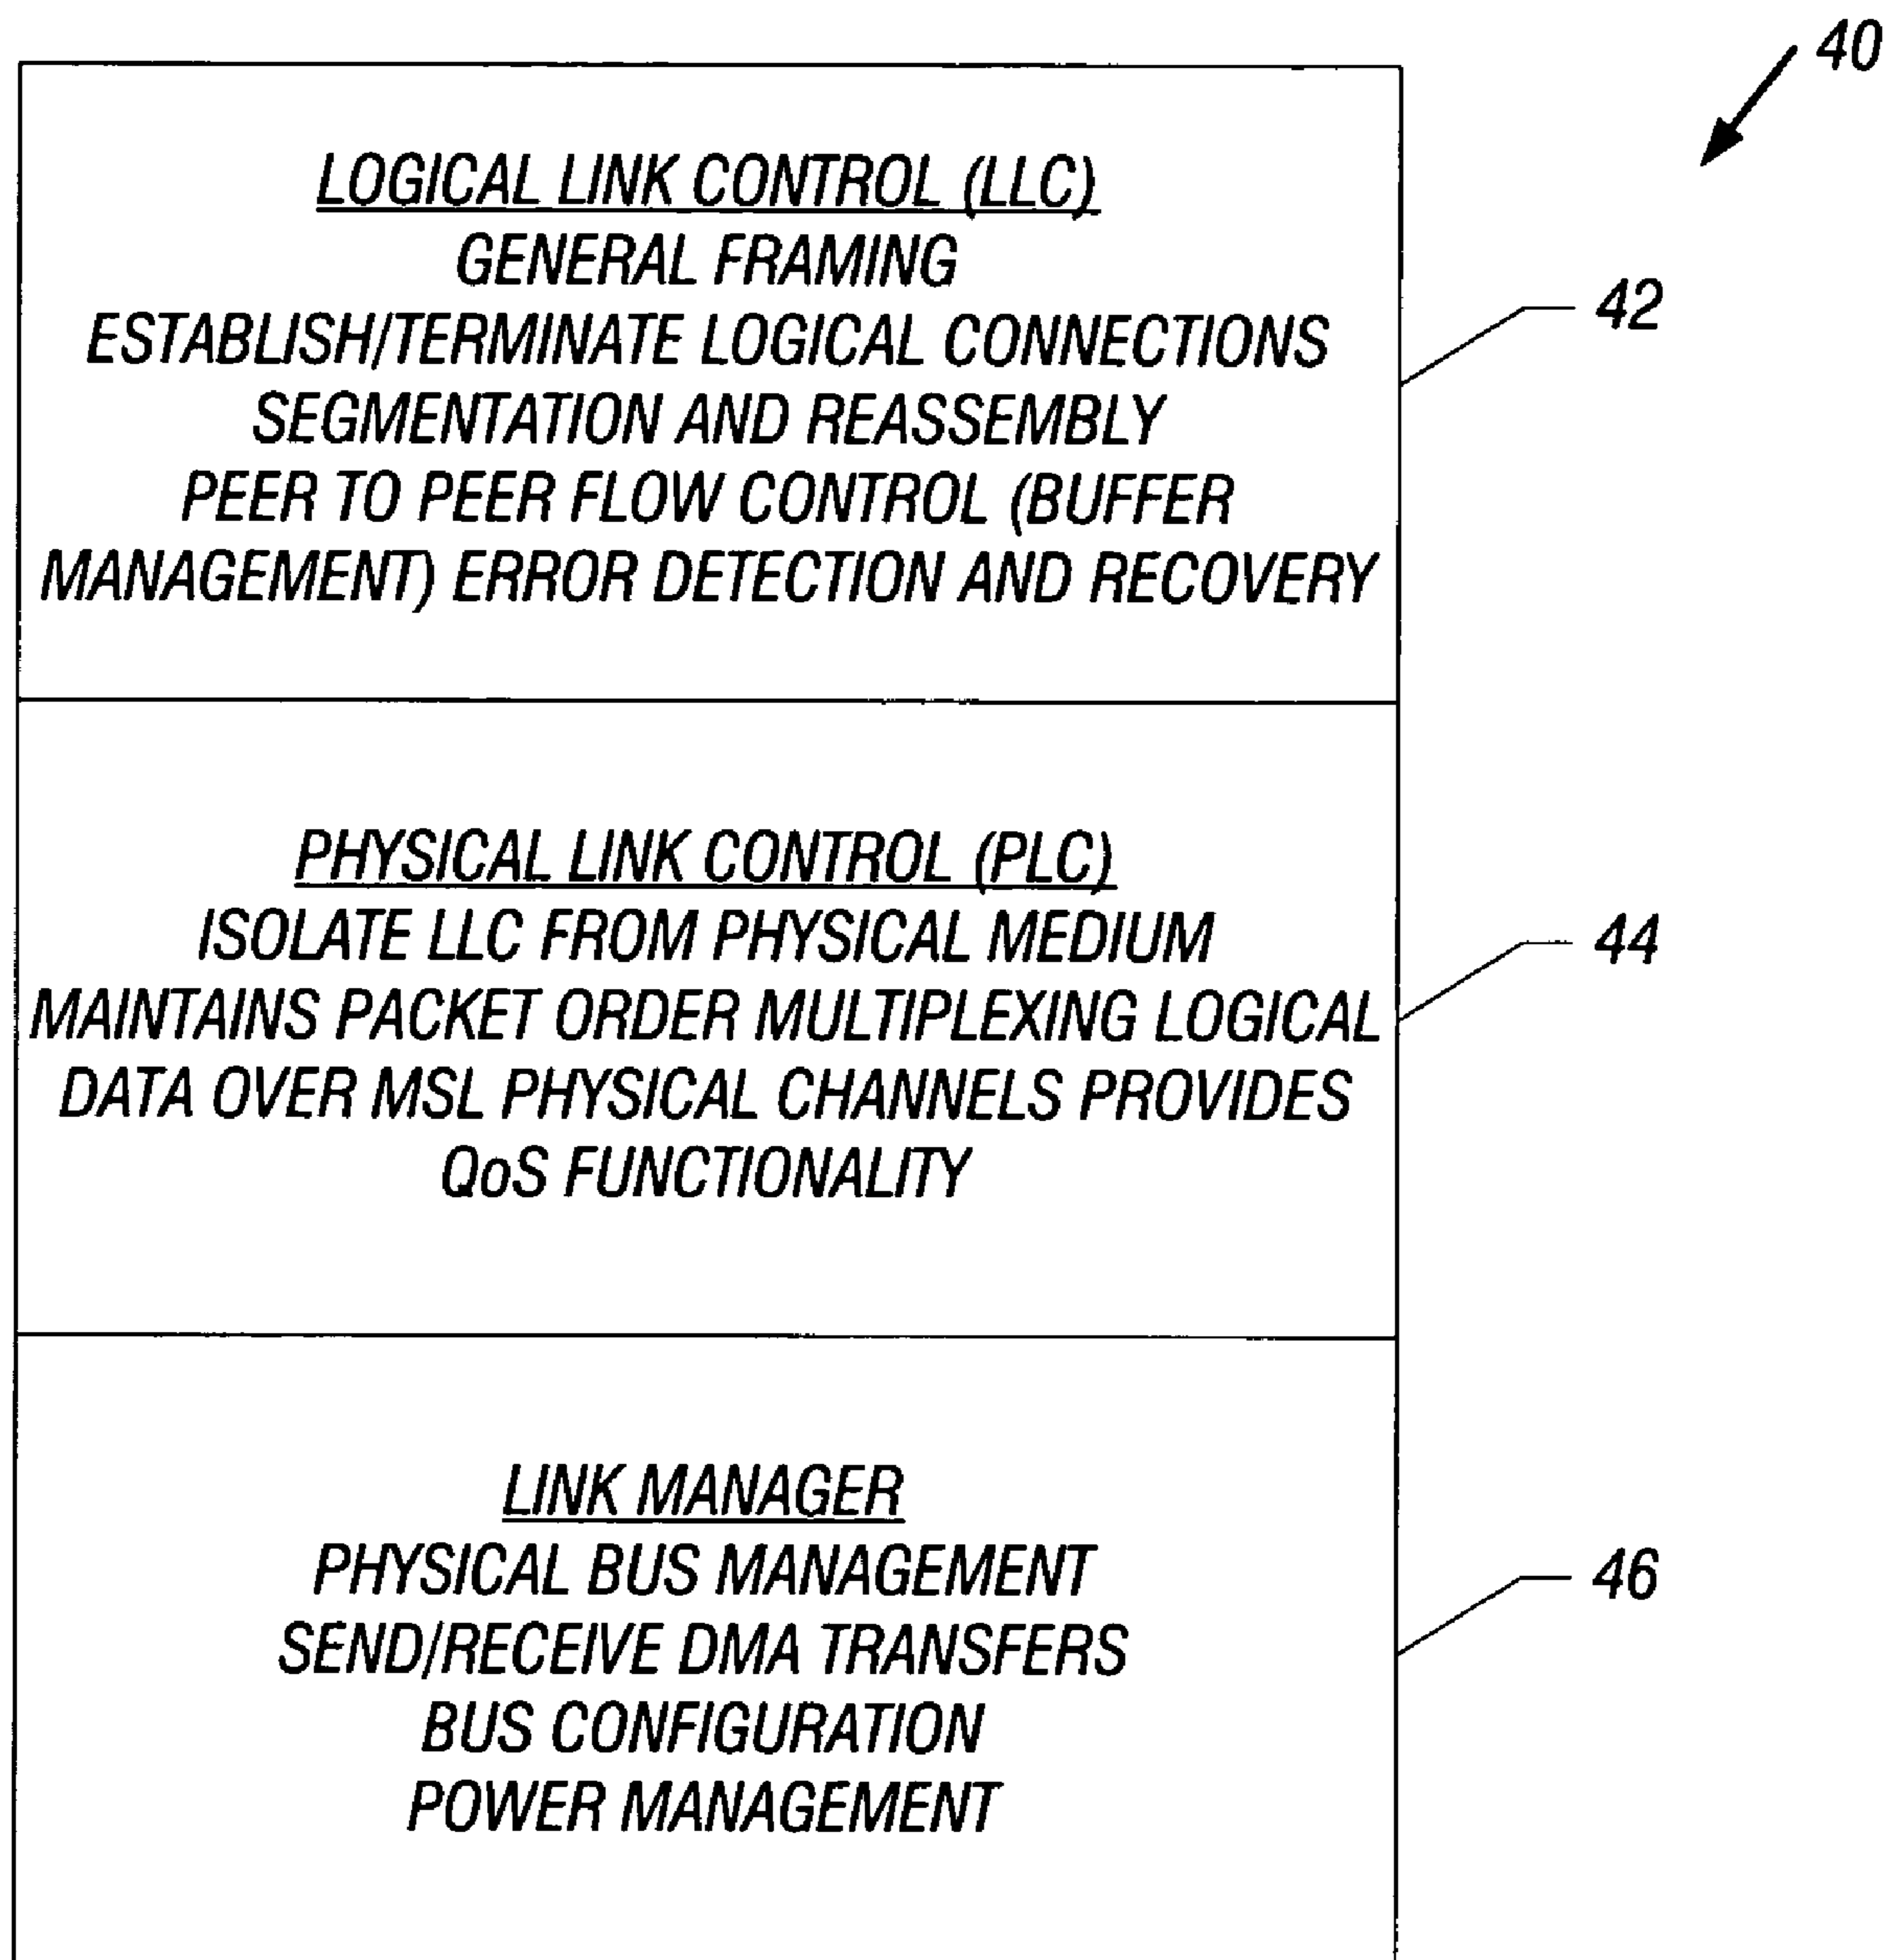 40
LOGICAL LINK CONTROL (LLC)
GENERAL FRAMING
ESTABLISH/TERMINATE LOGICAL CONNECTIONS
SEGMENTATION AND REASSEMBLY
PEER TO PEER FLOW CONTROL (BUFFER
MANAGEMENT) ERROR DETECTION AND RECOVERY
42
PHYSICAL LINK CONTROL (PLC)
ISOLATE LLC FROM PHYSICAL MEDIUM
MAINTAINS PACKET ORDER MULTIPLEXING LOGICAL
DATA OVER MSL PHYSICAL CHANNELS PROVIDES
QoS FUNCTIONALITY
44
LINK MANAGER
PHYSICAL BUS MANAGEMENT
SEND/RECEIVE DMA TRANSFERS
BUS CONFIGURATION
POWER MANAGEMENT
46